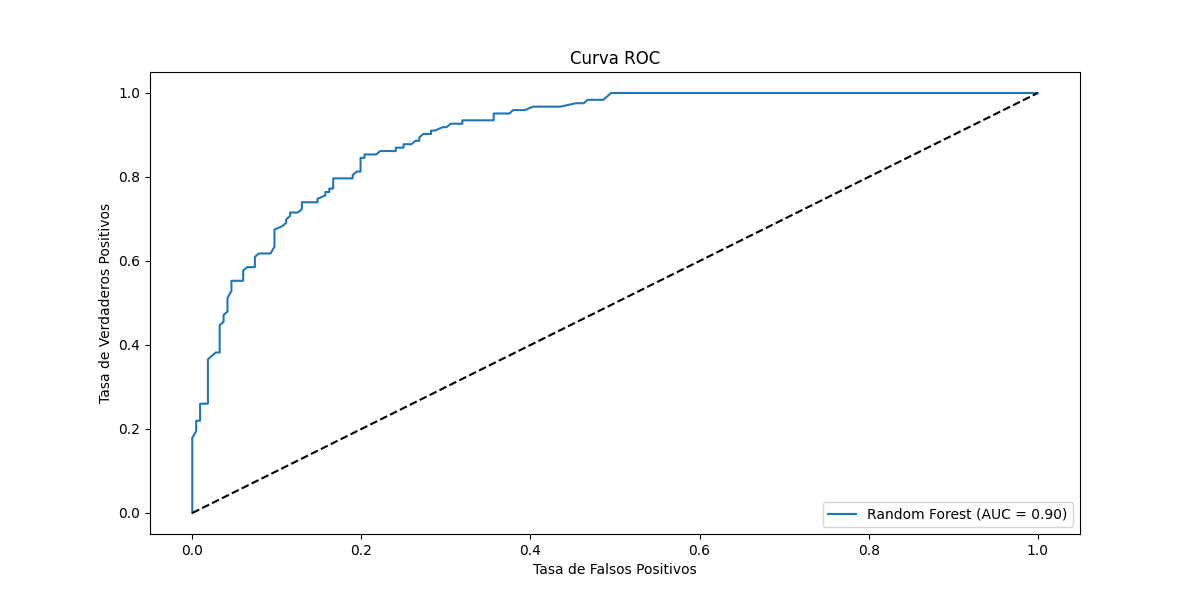 Curva ROC
1.0
0.8
0.6
0.4
0.2
0.0
Tasa de Verdaderos Positivos
Random Forest (AUC = 0.90)
0.0 0.2 0.4 0.6 0.8 1.0
Tasa de Falsos Positivos